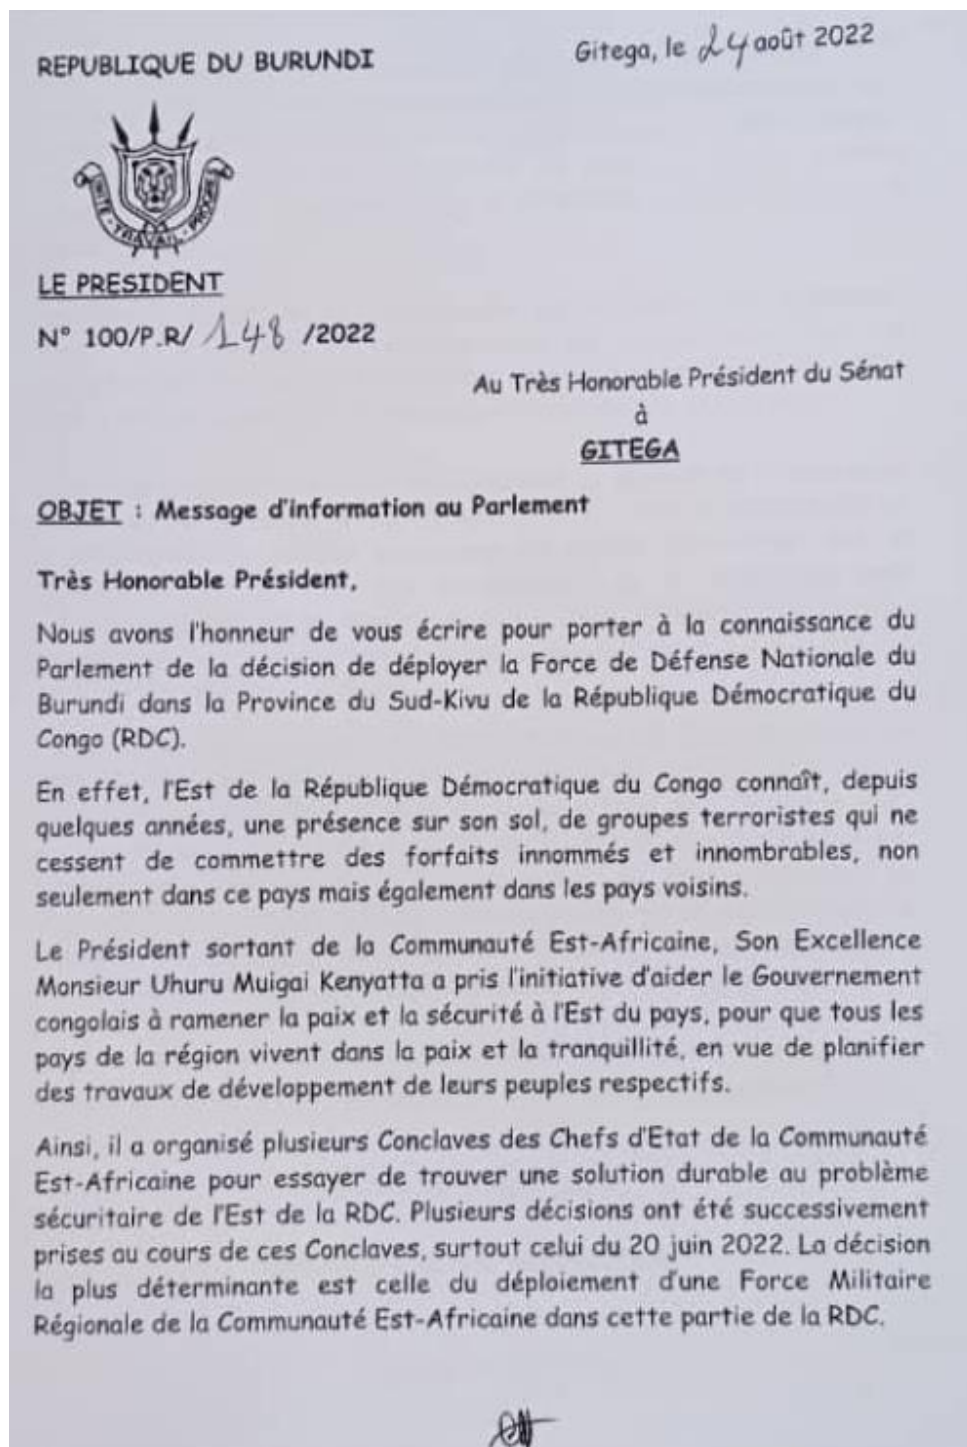 REPUBLIQUE DU BURUNDI
Gitega, le 24 août 2022
UNITE - TRAVAIL - PROGRES
LE PRESIDENT
N° 100/P.R/ 148 /2022
Au Très Honorable Président du Sénat
à
GITEGA
OBJET : Message d'information au Parlement
Très Honorable Président,
Nous avons l'honneur de vous écrire pour porter à la connaissance du
Parlement de la décision de déployer la Force de Défense Nationale du
Burundi dans la Province du Sud-Kivu de la République Démocratique du
Congo (RDC).
En effet, l'Est de la République Démocratique du Congo connaît, depuis
quelques années, une présence sur son sol, de groupes terroristes qui ne
cessent de commettre des forfaits innommés et innombrables, non
seulement dans ce pays mais également dans les pays voisins.
Le Président sortant de la Communauté Est-Africaine, Son Excellence
Monsieur Uhuru Muigai Kenyatta a pris l'initiative d'aider le Gouvernement
congolais à ramener la paix et la sécurité à l'Est du pays, pour que tous les
pays de la région vivent dans la paix et la tranquillité, en vue de planifier
des travaux de développement de leurs peuples respectifs.
Ainsi, il a organisé plusieurs Conclaves des Chefs d'Etat de la Communauté
Est-Africaine pour essayer de trouver une solution durable au problème
sécuritaire de l'Est de la RDC. Plusieurs décisions ont été successivement
prises au cours de ces Conclaves, surtout celui du 20 juin 2022. La décision
la plus déterminante est celle du déploiement d'une Force Militaire
Régionale de la Communauté Est-Africaine dans cette partie de la RDC.